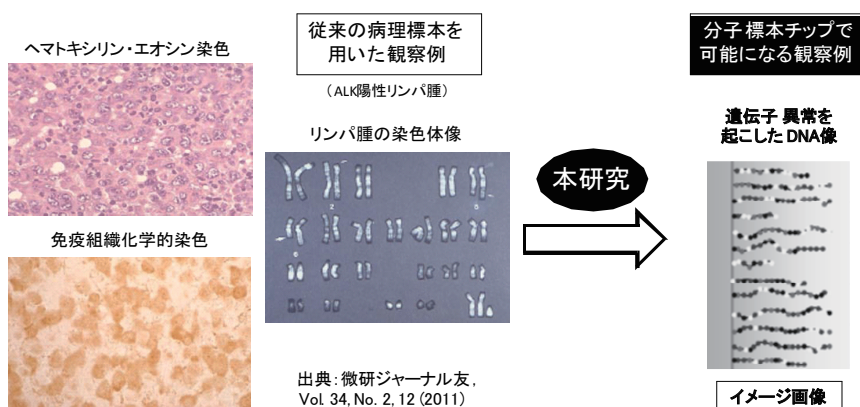 ヘマトキシリン・エオシン染色
免疫組織化学的染色
従来の病理標本を
用いた観察例
（ALK陽性リンパ腫）
リンパ腫の染色体像
2
5
6
出典：微研ジャーナル友，
Vol. 34, No. 2, 12 (2011)
本研究
分子標本チップで
可能になる観察例
遺伝子 異常を
起こした DNA像
イメージ画像